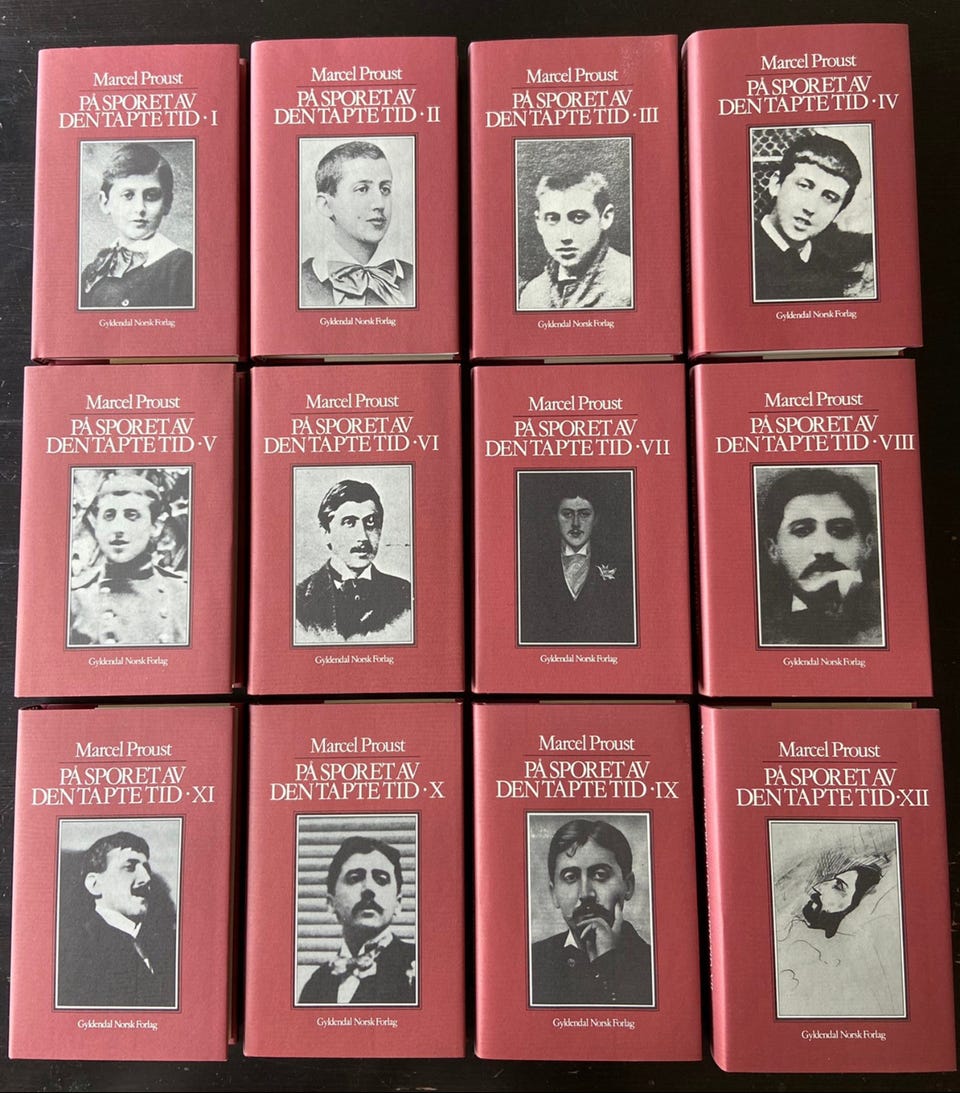 Marcel Proust
PÅ SPORET AV
DEN TAPTE TID · I
Gyldendal Norsk Forlag
Marcel Proust
PÅ SPORET AV
DEN TAPTE TID · II
Gyldendal Norsk Forlag
Marcel Proust
PÅ SPORET AV
DEN TAPTE TID · III
Gyldendal Norsk Forlag
Marcel Proust
PÅ SPORET AV
DEN TAPTE TID · IV
Gyldendal Norsk Forlag
Marcel Proust
PÅ SPORET AV
DEN TAPTE TID · V
Gyldendal Norsk Forlag
Marcel Proust
PÅ SPORET AV
DEN TAPTE TID · VI
Gyldendal Norsk Forlag
Marcel Proust
PÅ SPORET AV
DEN TAPTE TID · VII
Gyldendal Norsk Forlag
Marcel Proust
PÅ SPORET AV
DEN TAPTE TID · VIII
Gyldendal Norsk Forlag
Marcel Proust
PÅ SPORET AV
DEN TAPTE TID · XI
Gyldendal Norsk Forlag
Marcel Proust
PÅ SPORET AV
DEN TAPTE TID · X
Gyldendal Norsk Forlag
Marcel Proust
PÅ SPORET AV
DEN TAPTE TID · IX
Gyldendal Norsk Forlag
Marcel Proust
PÅ SPORET AV
DEN TAPTE TID · XII
Gyldendal Norsk Forlag